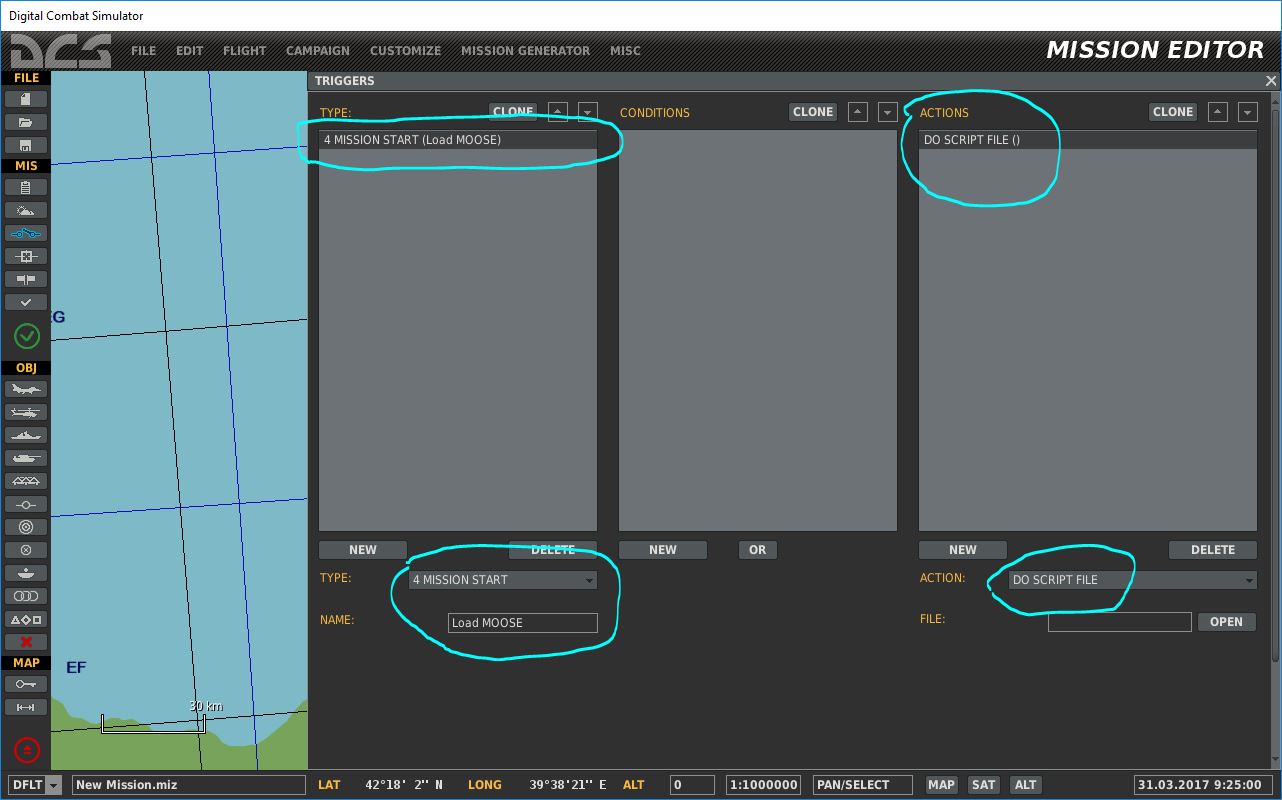 Digital Combat Simulator
DCS FILE EDIT FLIGHT CAMPAIGN CUSTOMIZE MISSION GENERATOR MISC MISSION EDITOR
FILE
MIS
OBJ
MAP
EG
EF
30 km
TRIGGERS
TYPE: CLONE
4 MISSION START (Load MOOSE)
NEW DELETE
TYPE: 4 MISSION START
NAME: Load MOOSE
CONDITIONS CLONE
NEW OR
ACTIONS CLONE
DO SCRIPT FILE ()
NEW DELETE
ACTION: DO SCRIPT FILE
FILE: OPEN
DFLT New Mission.miz LAT 42°18' 2'' N LONG 39°38'21'' E ALT 0 1:1000000 PAN/SELECT MAP SAT ALT 31.03.2017 9:25:00